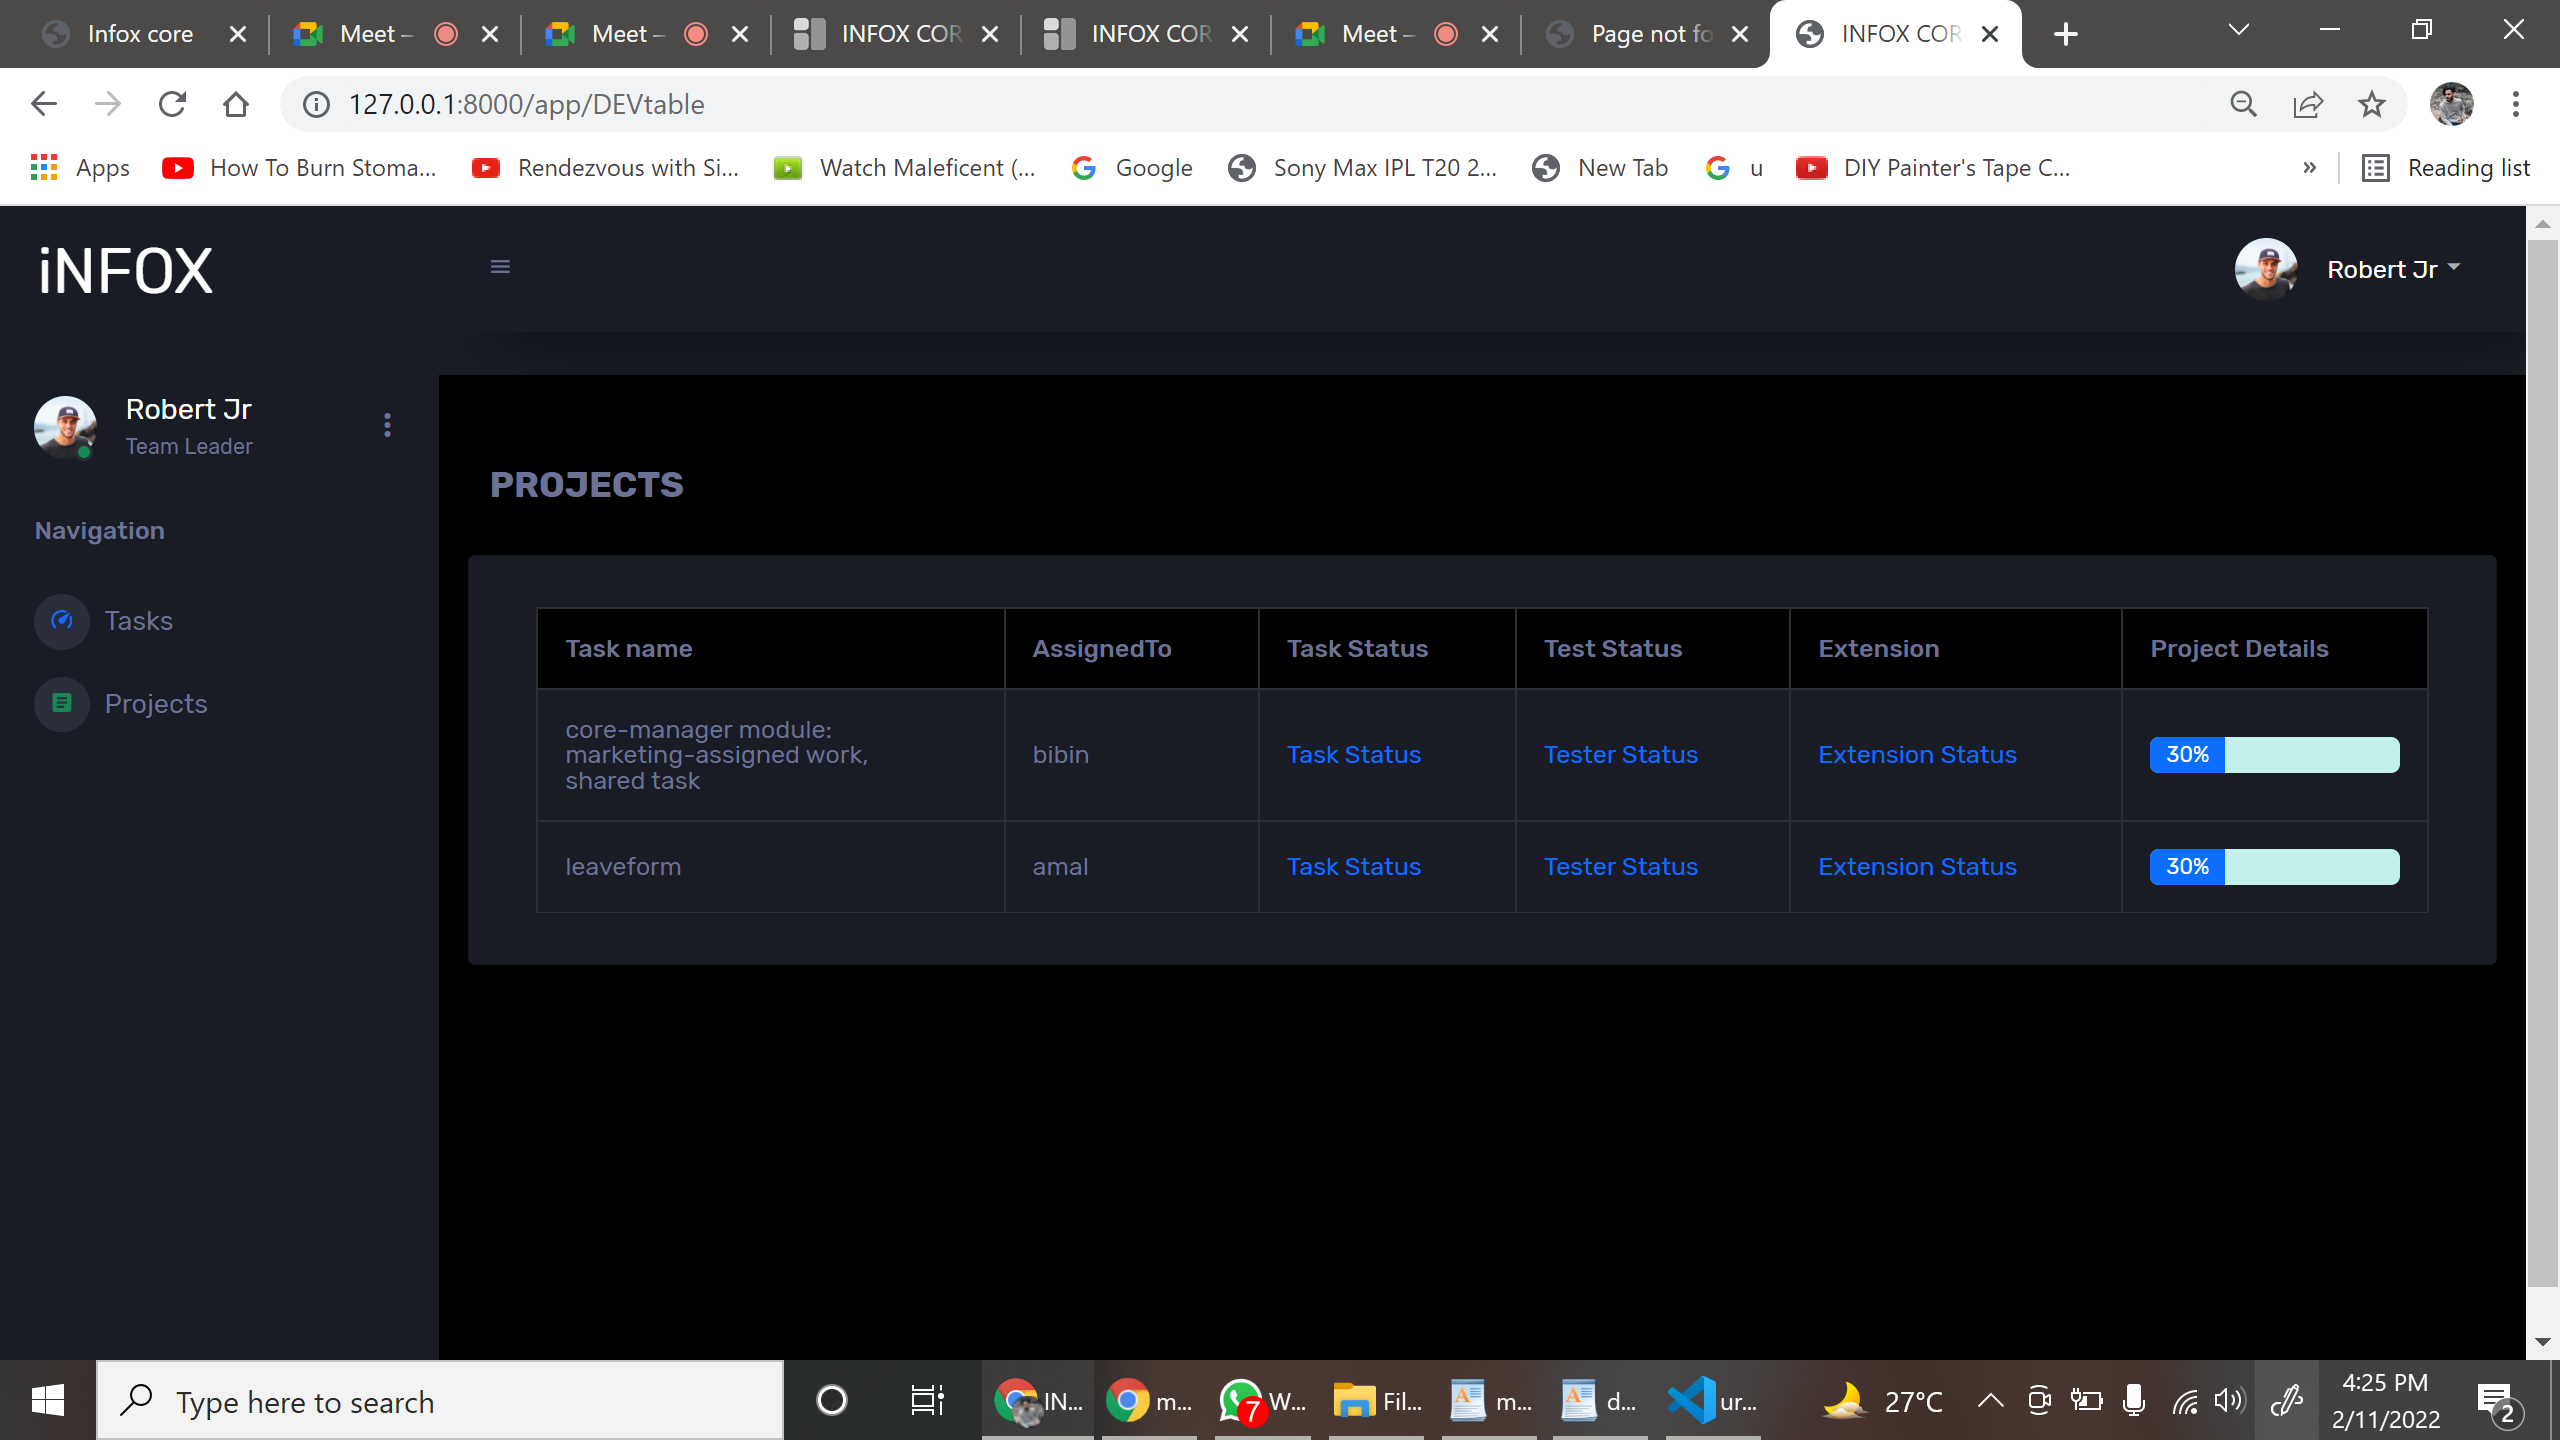 Infox core
Meet –
Meet –
INFOX COR
INFOX COR
Meet –
Page not fo
INFOX COR
127.0.0.1:8000/app/DEVtable
Apps
How To Burn Stoma...
Rendezvous with Si...
Watch Maleficent (...
Google
Sony Max IPL T20 2...
New Tab
u
DIY Painter's Tape C...
»
Reading list
iNFOX
Robert Jr
Robert Jr
Team Leader
Navigation
Tasks
Projects
PROJECTS
Task name
AssignedTo
Task Status
Test Status
Extension
Project Details
core-manager module:
marketing-assigned work,
shared task
bibin
Task Status
Tester Status
Extension Status
30%
leaveform
amal
Task Status
Tester Status
Extension Status
30%
Type here to search
IN...
m...
7
W...
Fil...
m...
d...
ur...
27°C
4:25 PM
2/11/2022
2